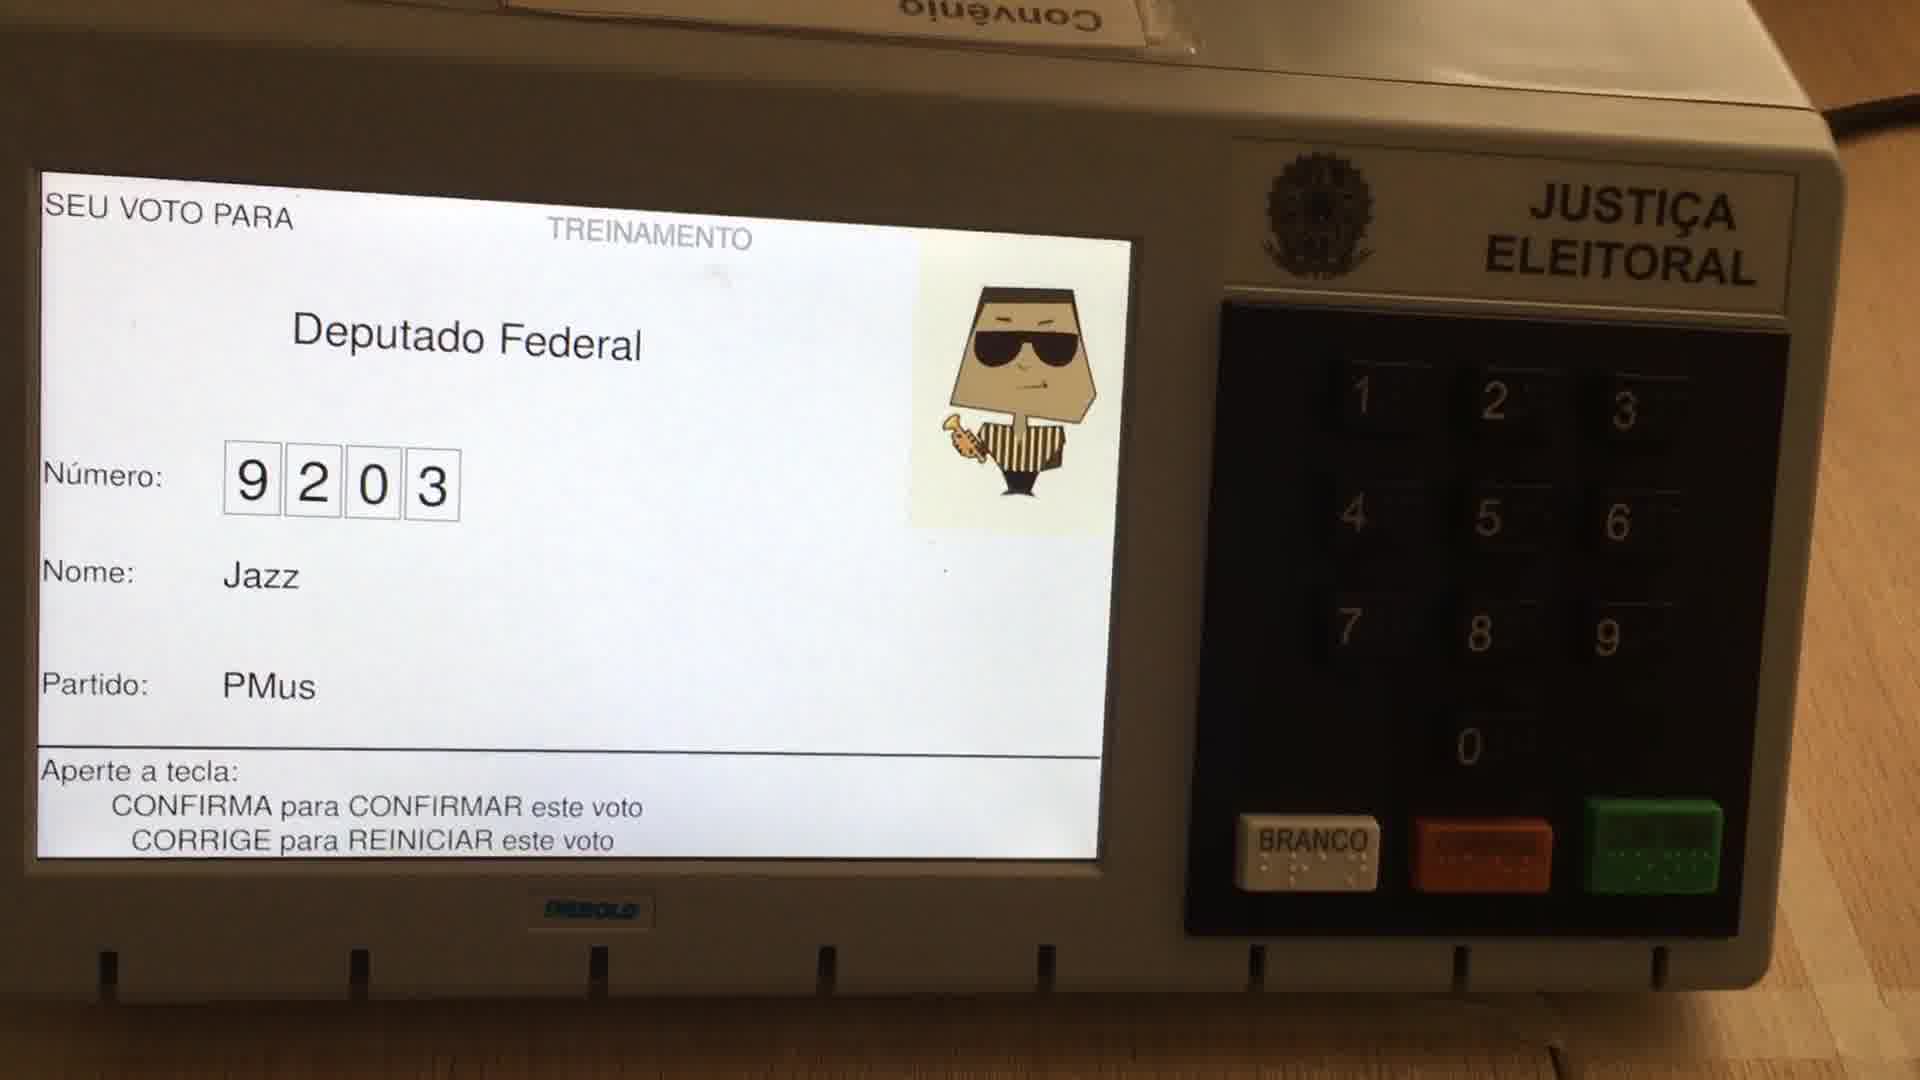 Convênio
SEU VOTO PARA
TREINAMENTO
Deputado Federal
Número: 9203
Nome: Jazz
Partido: PMus
Aperte a tecla:
CONFIRMA para CONFIRMAR este voto
CORRIGE para REINICIAR este voto
DIEBOLD
JUSTIÇA
ELEITORAL
1 2 3
4 5 6
7 8 9
0
BRANCO